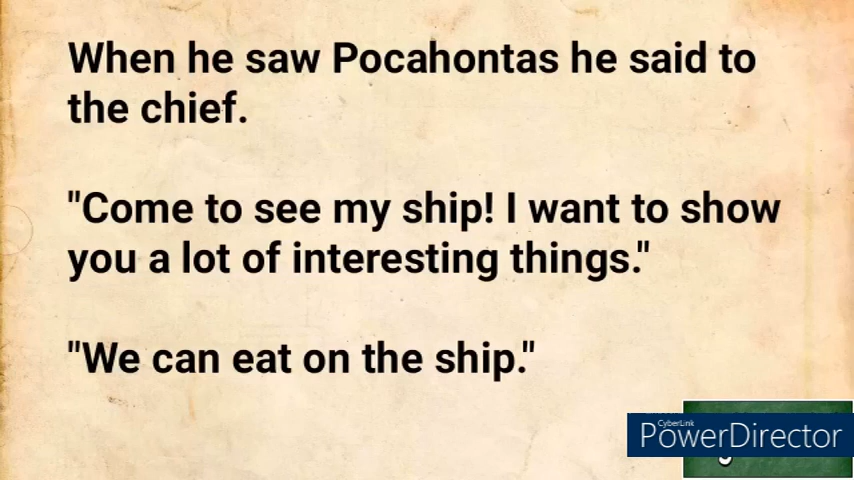 When he saw Pocahontas he said to
the chief.
"Come to see my ship! I want to show
you a lot of interesting things."
"We can eat on the ship."
CyberLink
PowerDirector